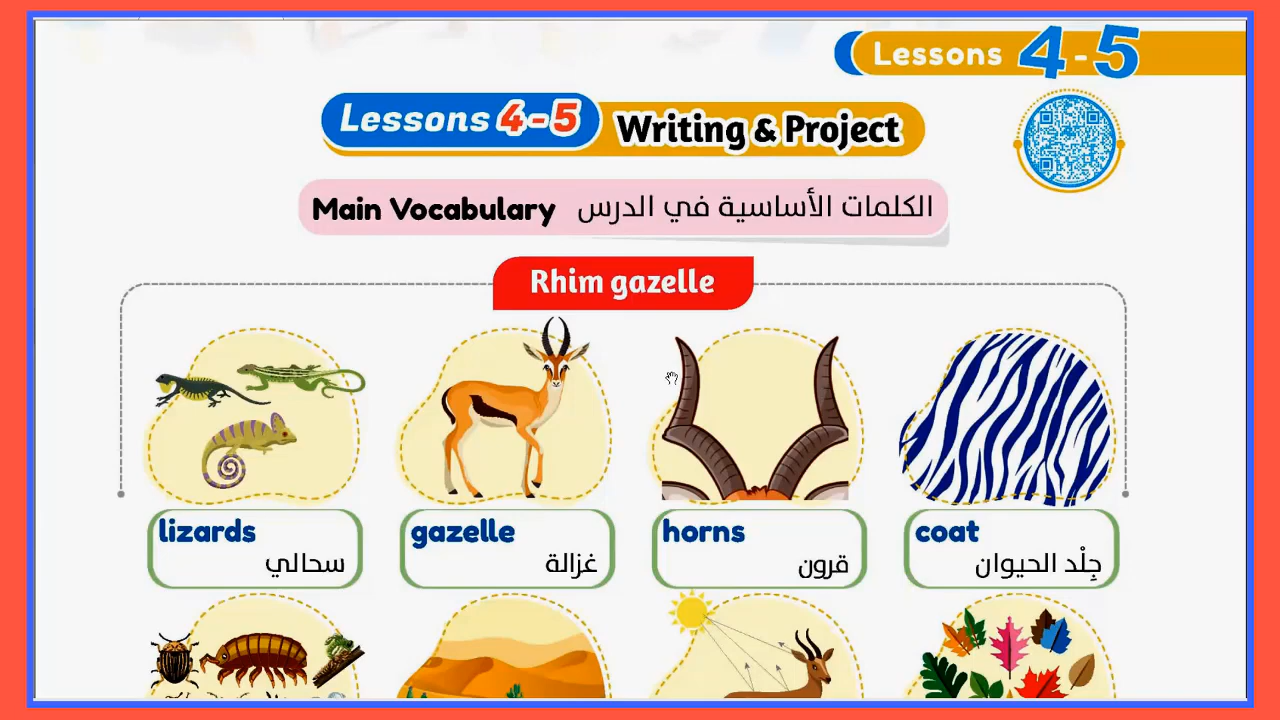 Lessons 4-5
Lessons 4-5 Writing & Project
Main Vocabulary الكلمات الأساسية في الدرس
Rhim gazelle
lizards
سحالي
gazelle
غزالة
horns
قرون
coat
جِلْد الحيوان